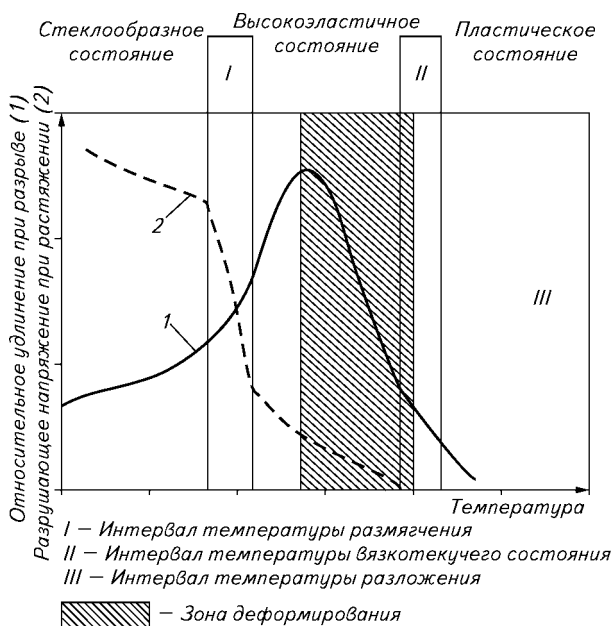 Стеклообразное
состояние
Высокоэластичное
состояние
Пластическое
состояние
I
II
Относительное удлинение при разрыве (1)
Разрушающее напряжение при растяжении (2)
2
1
III
Температура
I – Интервал температуры размягчения
II – Интервал температуры вязкотекучего состояния
III – Интервал температуры разложения
– Зона деформирования